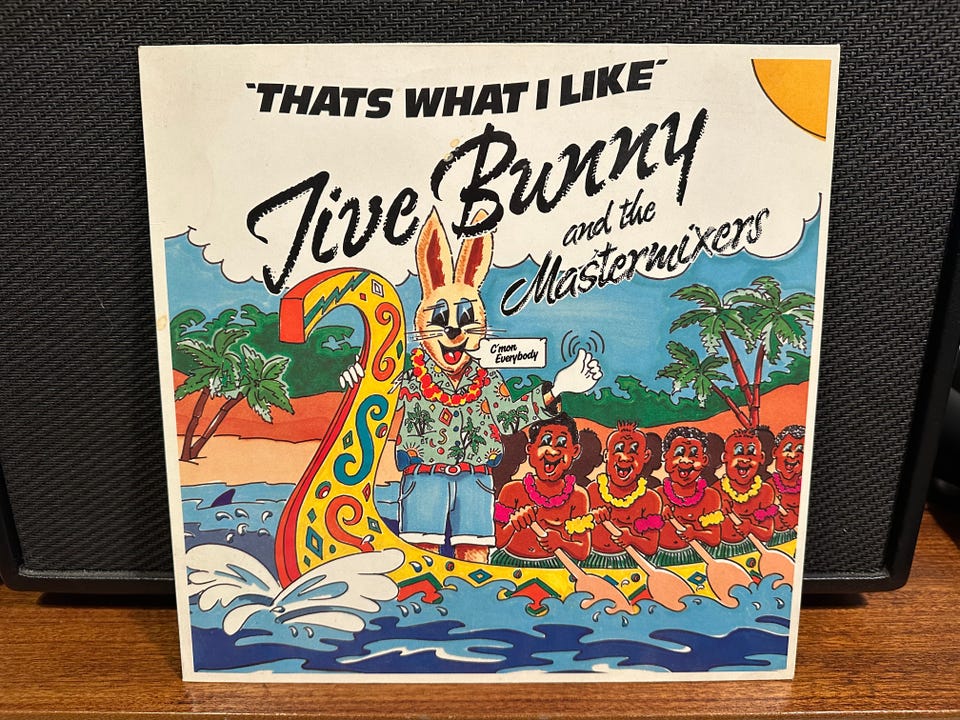 "THATS WHAT I LIKE"
Jive Bunny
and the
Mastermixers
C'mon
Everybody